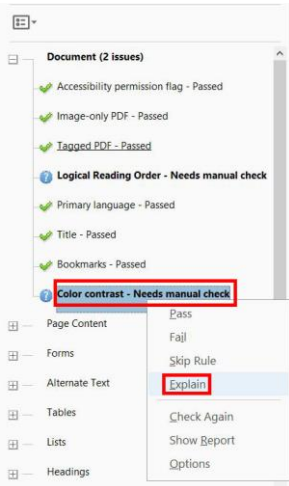 Document (2 issues)
Accessibility permission flag - Passed
Image-only PDF - Passed
Tagged PDF - Passed
Logical Reading Order - Needs manual check
Primary language - Passed
Title - Passed
Bookmarks - Passed
Color contrast - Needs manual check
Pass
Page Content
Fail
Forms
Skip Rule
Alternate Text
Explain
Tables
Check Again
Lists
Show Report
Headings
Options